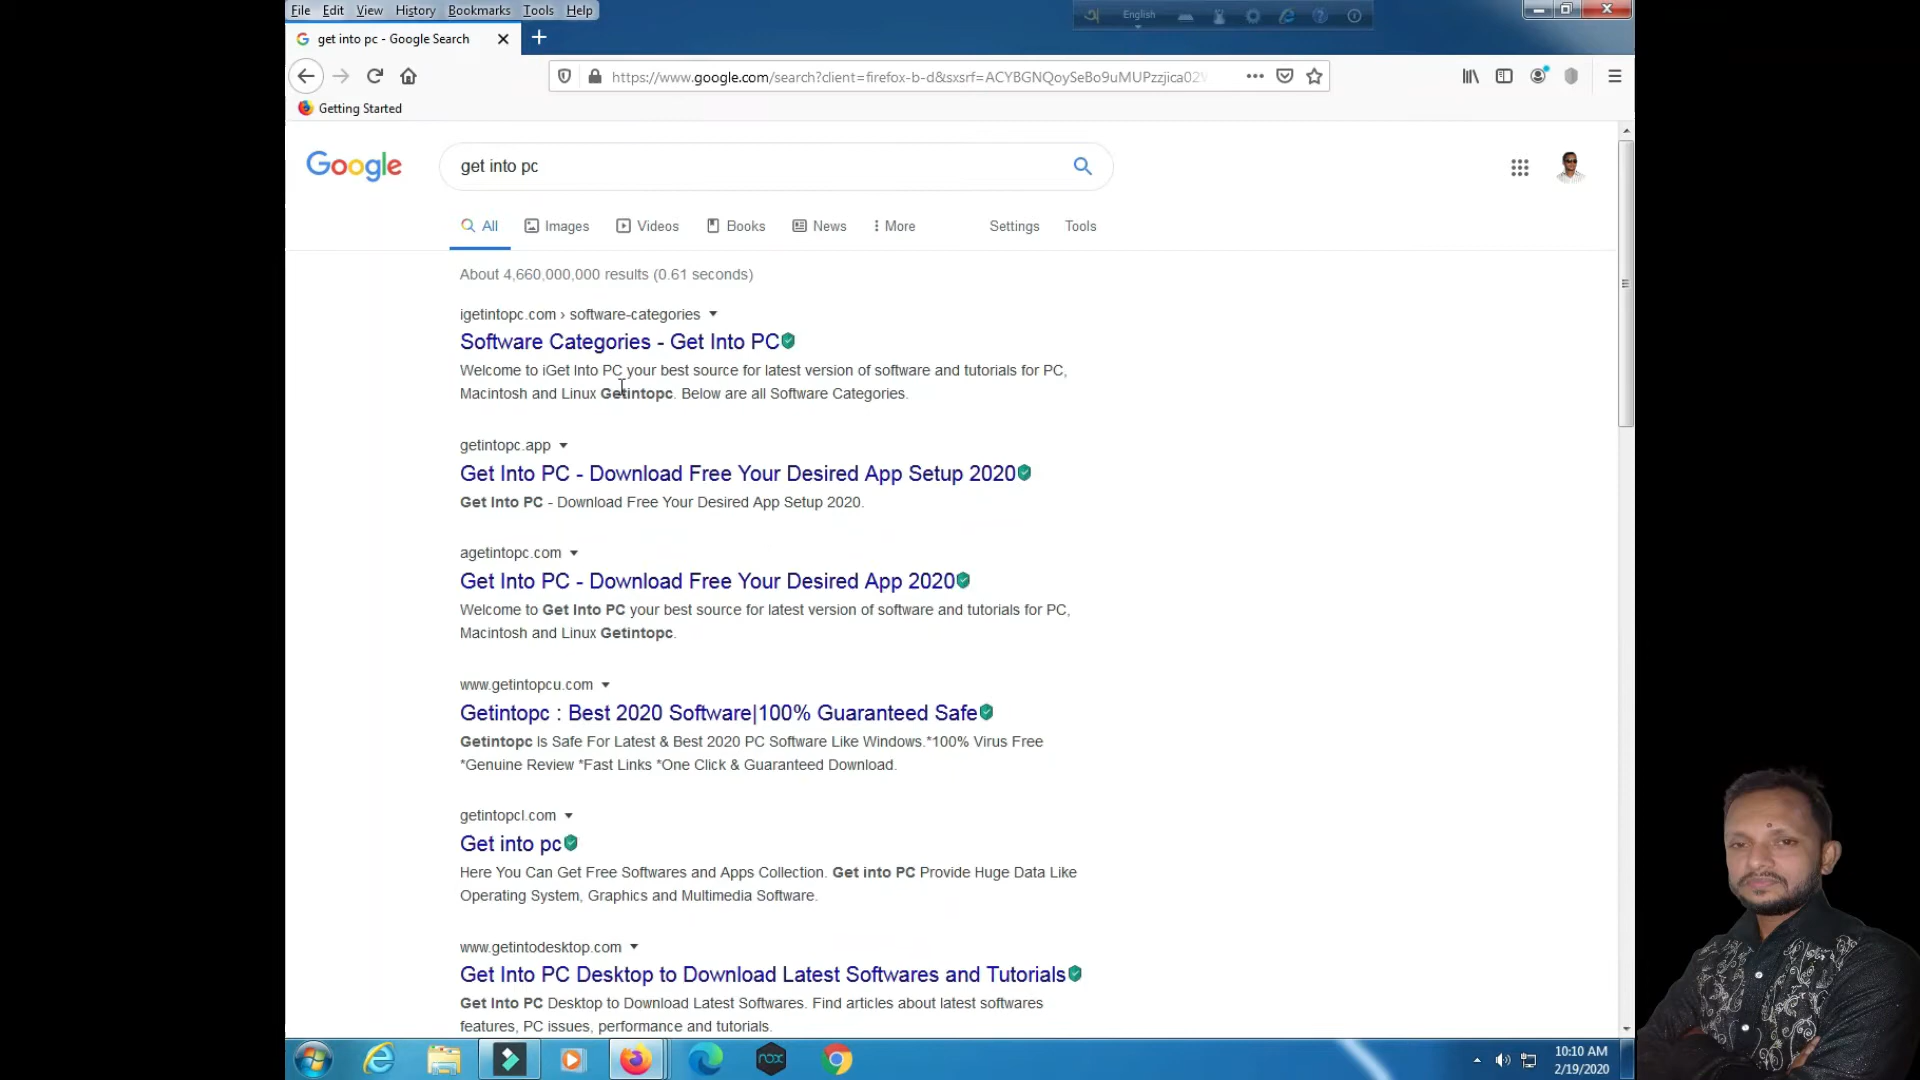 File Edit View History Bookmarks Tools Help
English
get into pc - Google Search
https://www.google.com/search?client=firefox-b-d&sxsrf=ACYBGNQoySeBo9uMUPzzjica02
Getting Started
Google
get into pc
All Images Videos Books News More Settings Tools
About 4,660,000,000 results (0.61 seconds)
igetintopc.com › software-categories
Software Categories - Get Into PC
Welcome to iGet Into PC your best source for latest version of software and tutorials for PC,
Macintosh and Linux Getintopc. Below are all Software Categories.
getintopc.app
Get Into PC - Download Free Your Desired App Setup 2020
Get Into PC - Download Free Your Desired App Setup 2020.
agetintopc.com
Get Into PC - Download Free Your Desired App 2020
Welcome to Get Into PC your best source for latest version of software and tutorials for PC,
Macintosh and Linux Getintopc.
www.getintopcu.com
Getintopc : Best 2020 Software|100% Guaranteed Safe
Getintopc Is Safe For Latest & Best 2020 PC Software Like Windows.*100% Virus Free
*Genuine Review *Fast Links *One Click & Guaranteed Download.
getintopcl.com
Get into pc
Here You Can Get Free Softwares and Apps Collection. Get into PC Provide Huge Data Like
Operating System, Graphics and Multimedia Software.
www.getintodesktop.com
Get Into PC Desktop to Download Latest Softwares and Tutorials
Get Into PC Desktop to Download Latest Softwares. Find articles about latest softwares
features, PC issues, performance and tutorials.
nox
10:10 AM
2/19/2020